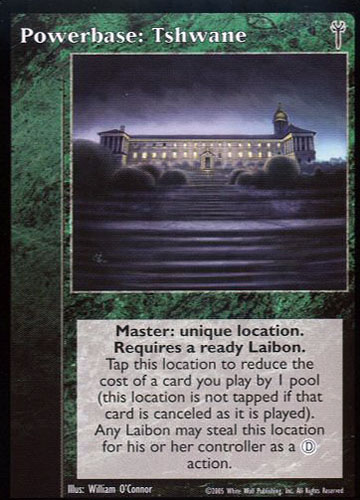 Powerbase: Tshwane
Master: unique location.
Requires a ready Laibon.
Tap this location to reduce the
cost of a card you play by 1 pool
(this location is not tapped if that
card is canceled as it is played).
Any Laibon may steal this location
for his or her controller as a Ⓓ
action.
Illus: William O'Connor
©2005 White Wolf Publishing, Inc. All Rights Reserved.